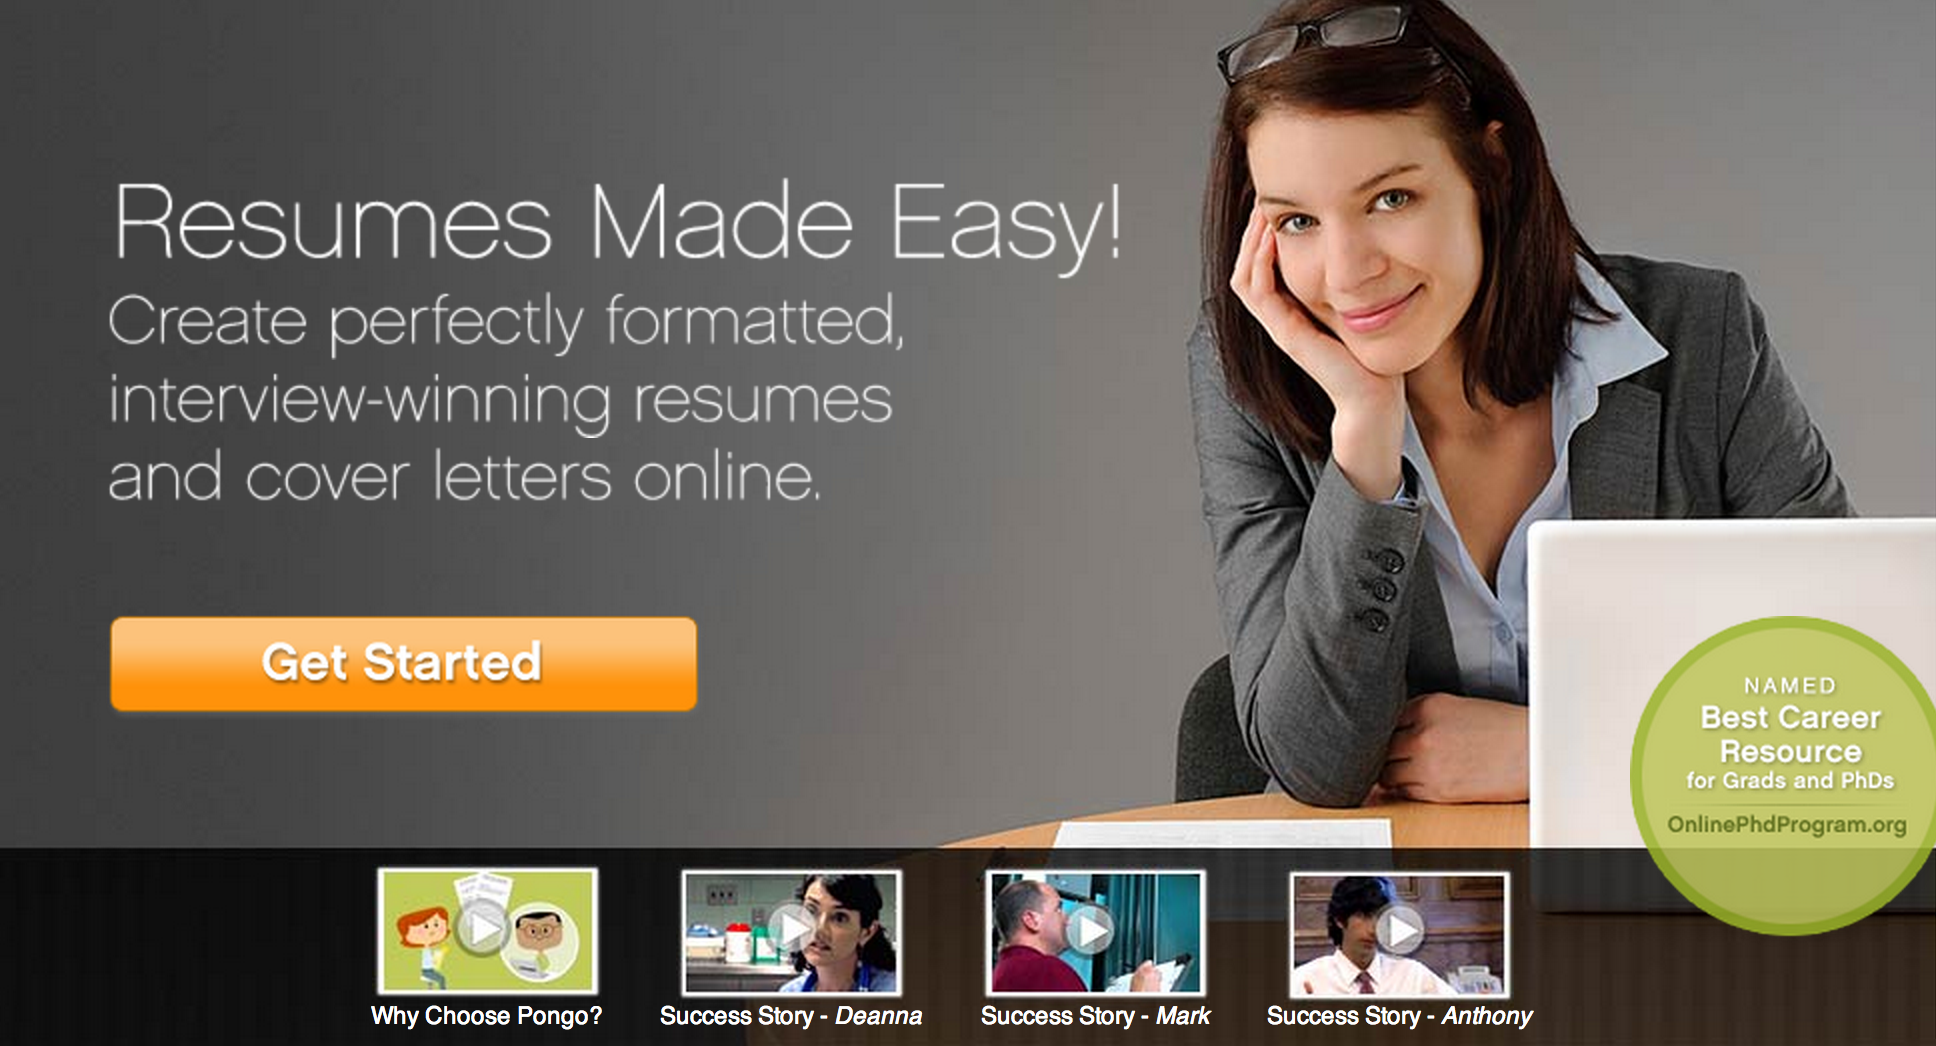 Resumes Made Easy!
Create perfectly formatted,
interview-winning resumes
and cover letters online.
Get Started
NAMED
Best Career
Resource
for Grads and PhDs
OnlinePhdProgram.org
Why Choose Pongo?
Success Story - Deanna
Success Story - Mark
Success Story - Anthony